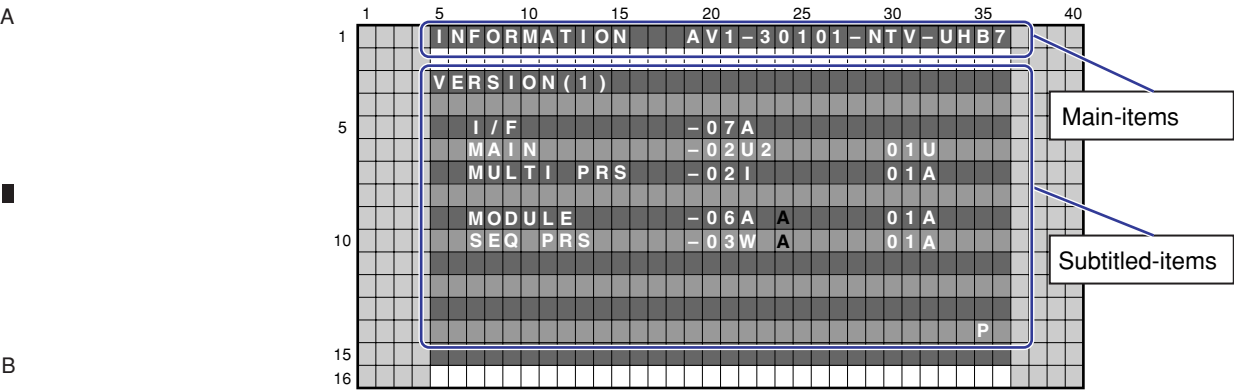 A
1 5 10 15 20 25 30 35 40
1 INFORMATION AV1–30101–NTV–UHB7
VERSION(1)
Main-items
5 I/F –07A
MAIN –02U2 01U
MULTI PRS –02I 01A
MODULE –06A A 01A
10 SEQ PRS –03W A 01A
Subtitled-items
P
15
B
16